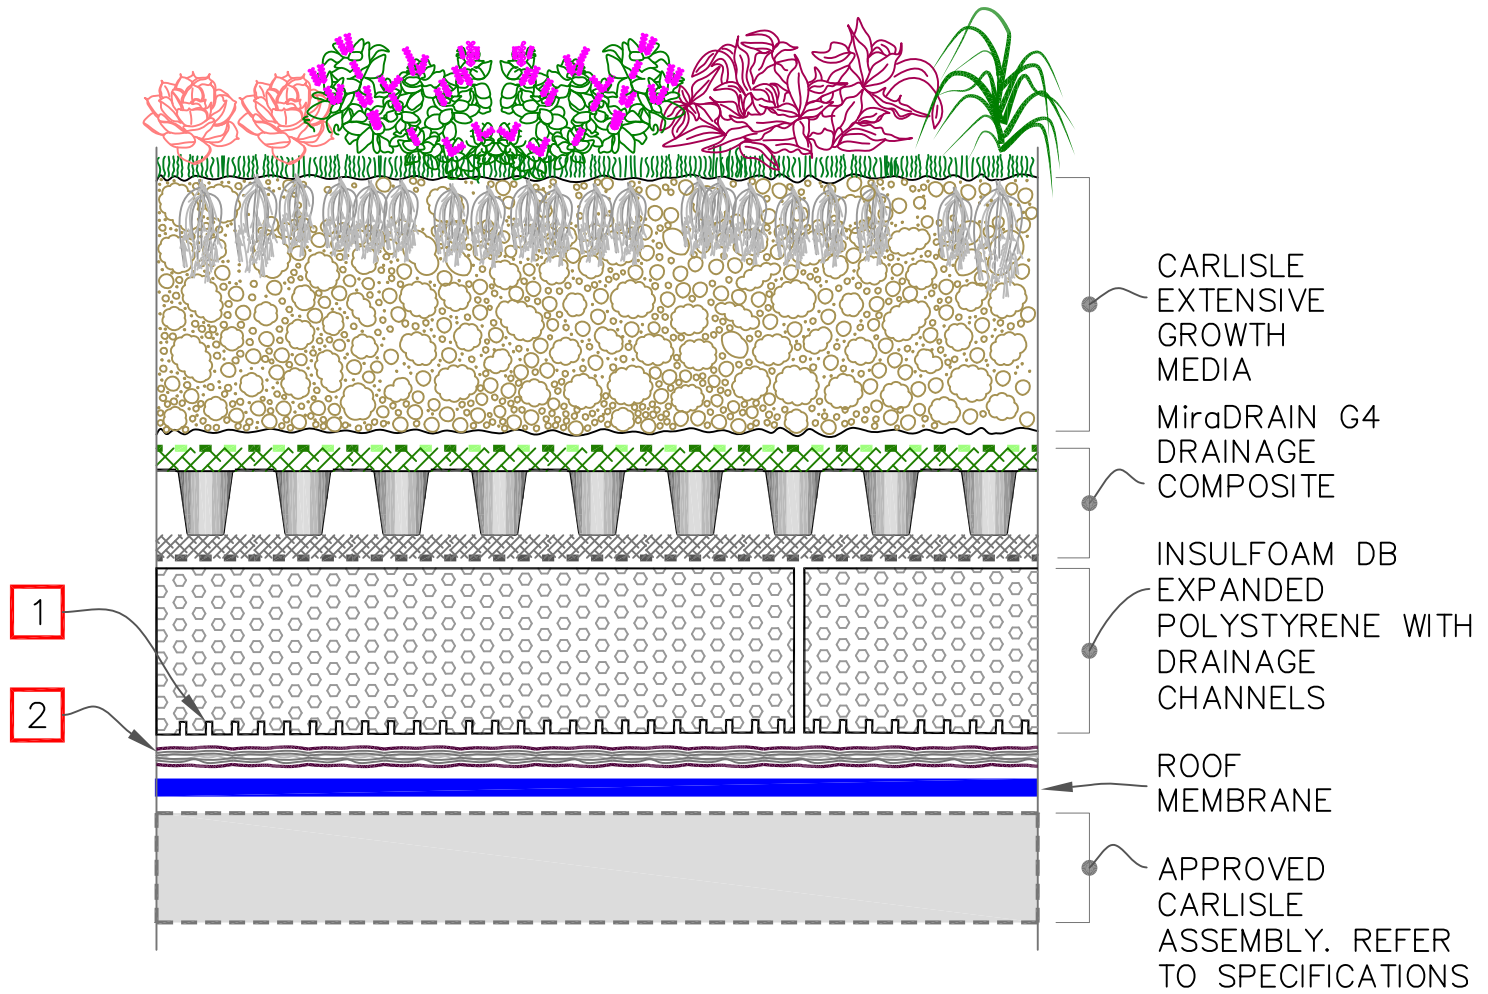 CARLISLE
EXTENSIVE
GROWTH
MEDIA
MiraDRAIN G4
DRAINAGE
COMPOSITE
INSULFOAM DB
EXPANDED
POLYSTYRENE WITH
DRAINAGE
CHANNELS
1
2
ROOF
MEMBRANE
APPROVED
CARLISLE
ASSEMBLY. REFER
TO SPECIFICATIONS